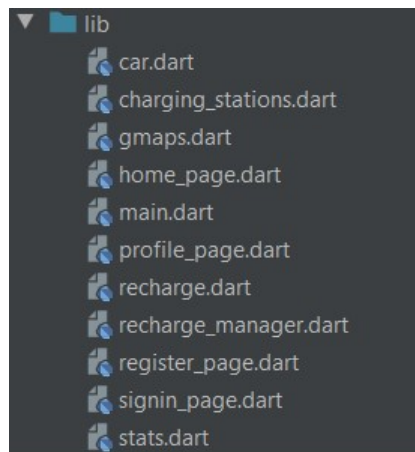 lib
car.dart
charging_stations.dart
gmaps.dart
home_page.dart
main.dart
profile_page.dart
recharge.dart
recharge_manager.dart
register_page.dart
signin_page.dart
stats.dart